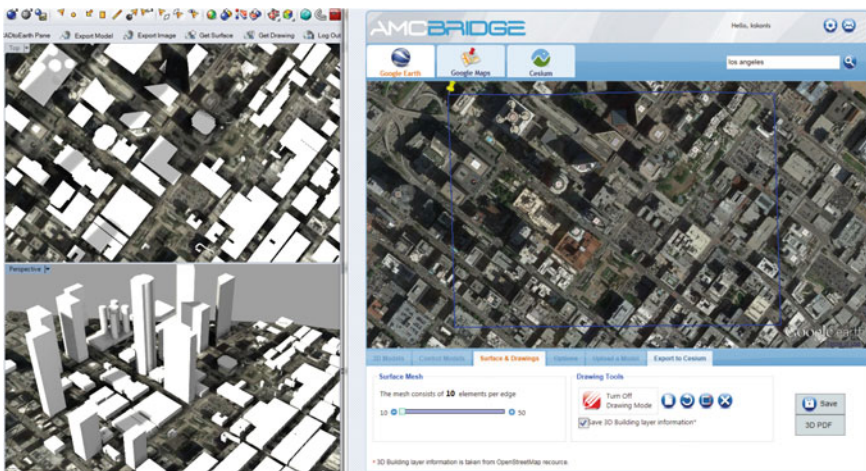 CADtoEarth Pane Export Model Export Image Get Surface Get Drawing Log Out
Top
Perspective
AMCBRIDGE
Hello, kokonts
Google Earth
Google Maps
Cesium
los angeles
Google earth
3D Models
Control Models
Surface & Drawings
Options
Upload a Model
Export to Cesium
Surface Mesh
The mesh consists of 10 elements per edge
10
50
Drawing Tools
Turn Off
Drawing Mode
Save 3D Building layer information*
Save
3D PDF
* 3D Building layer information is taken from OpenStreetMap recource.